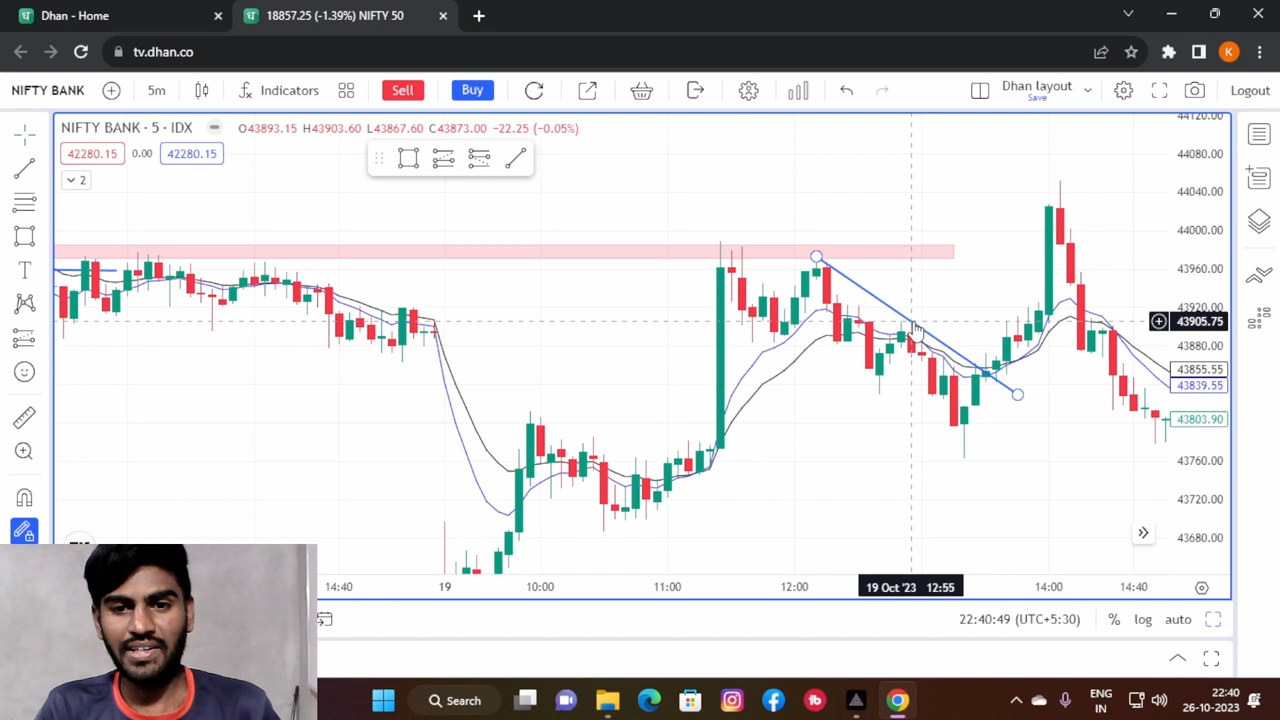 Dhan - Home
18857.25 (-1.39%) NIFTY 50
tv.dhan.co
K
NIFTY BANK
5m
Indicators
Sell
Buy
Dhan layout
Save
Logout
NIFTY BANK · 5 · IDX
O43893.15 H43903.60 L43867.60 C43873.00 -22.25 (-0.05%)
42280.15
0.00
42280.15
2
44120.00
44080.00
44040.00
44000.00
43960.00
43920.00
43905.75
43880.00
43855.55
43839.55
43803.90
43760.00
43720.00
43680.00
14:40
19
10:00
11:00
12:00
19 Oct '23 12:55
14:00
14:40
22:40:49 (UTC+5:30)
%
log
auto
Search
ENG
IN
22:40
26-10-2023